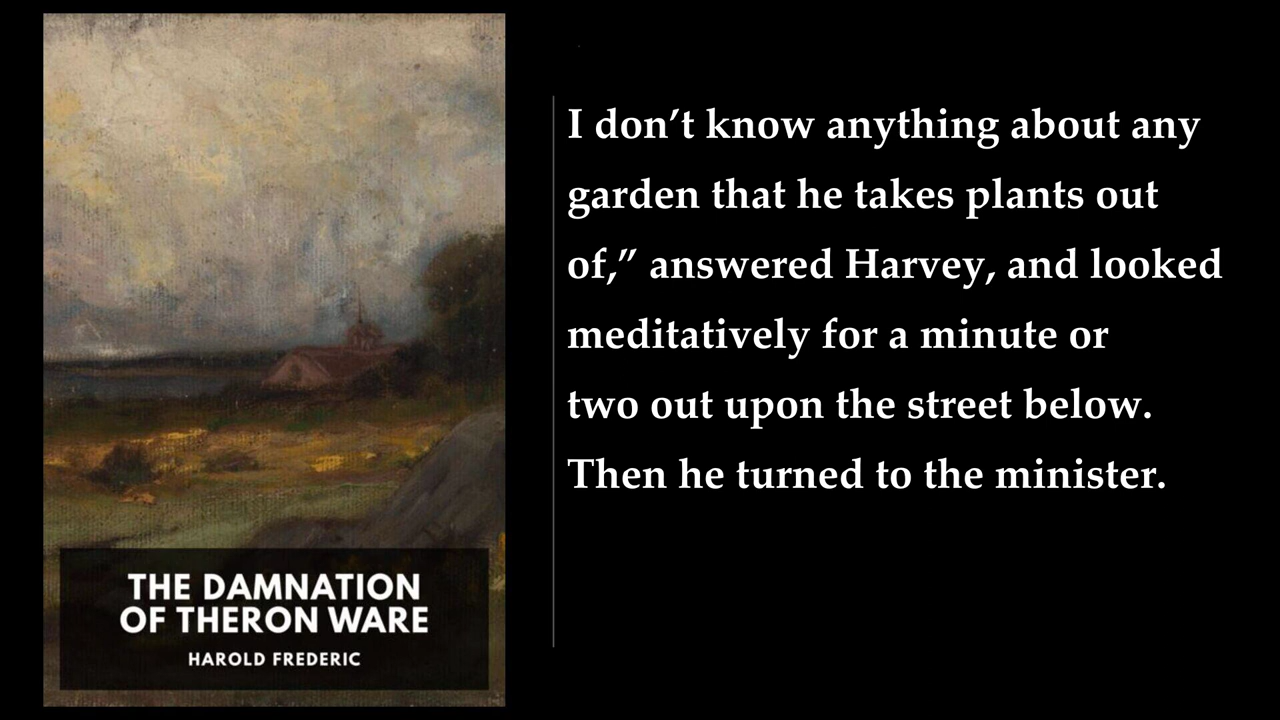 THE DAMNATION
OF THERON WARE
HAROLD FREDERIC
I don’t know anything about any
garden that he takes plants out
of,” answered Harvey, and looked
meditatively for a minute or
two out upon the street below.
Then he turned to the minister.